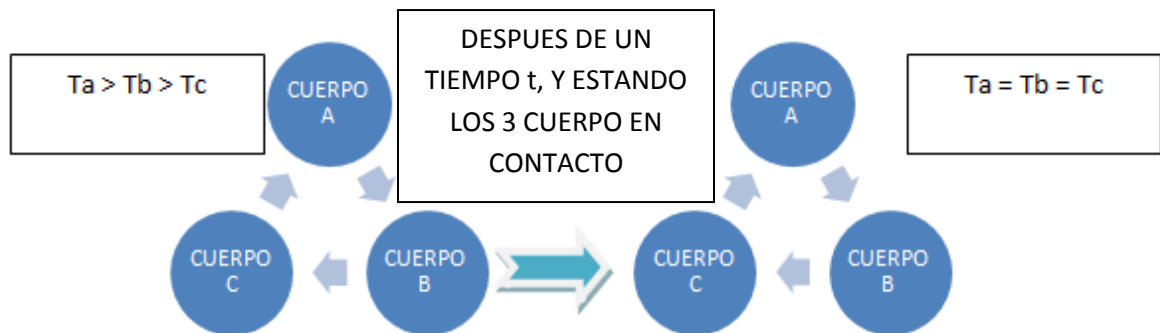 Ta > Tb > Tc
CUERPO
A
DESPUES DE UN
TIEMPO t, Y ESTANDO
LOS 3 CUERPO EN
CONTACTO
CUERPO
A
Ta = Tb = Tc
CUERPO
C
CUERPO
B
CUERPO
C
CUERPO
B